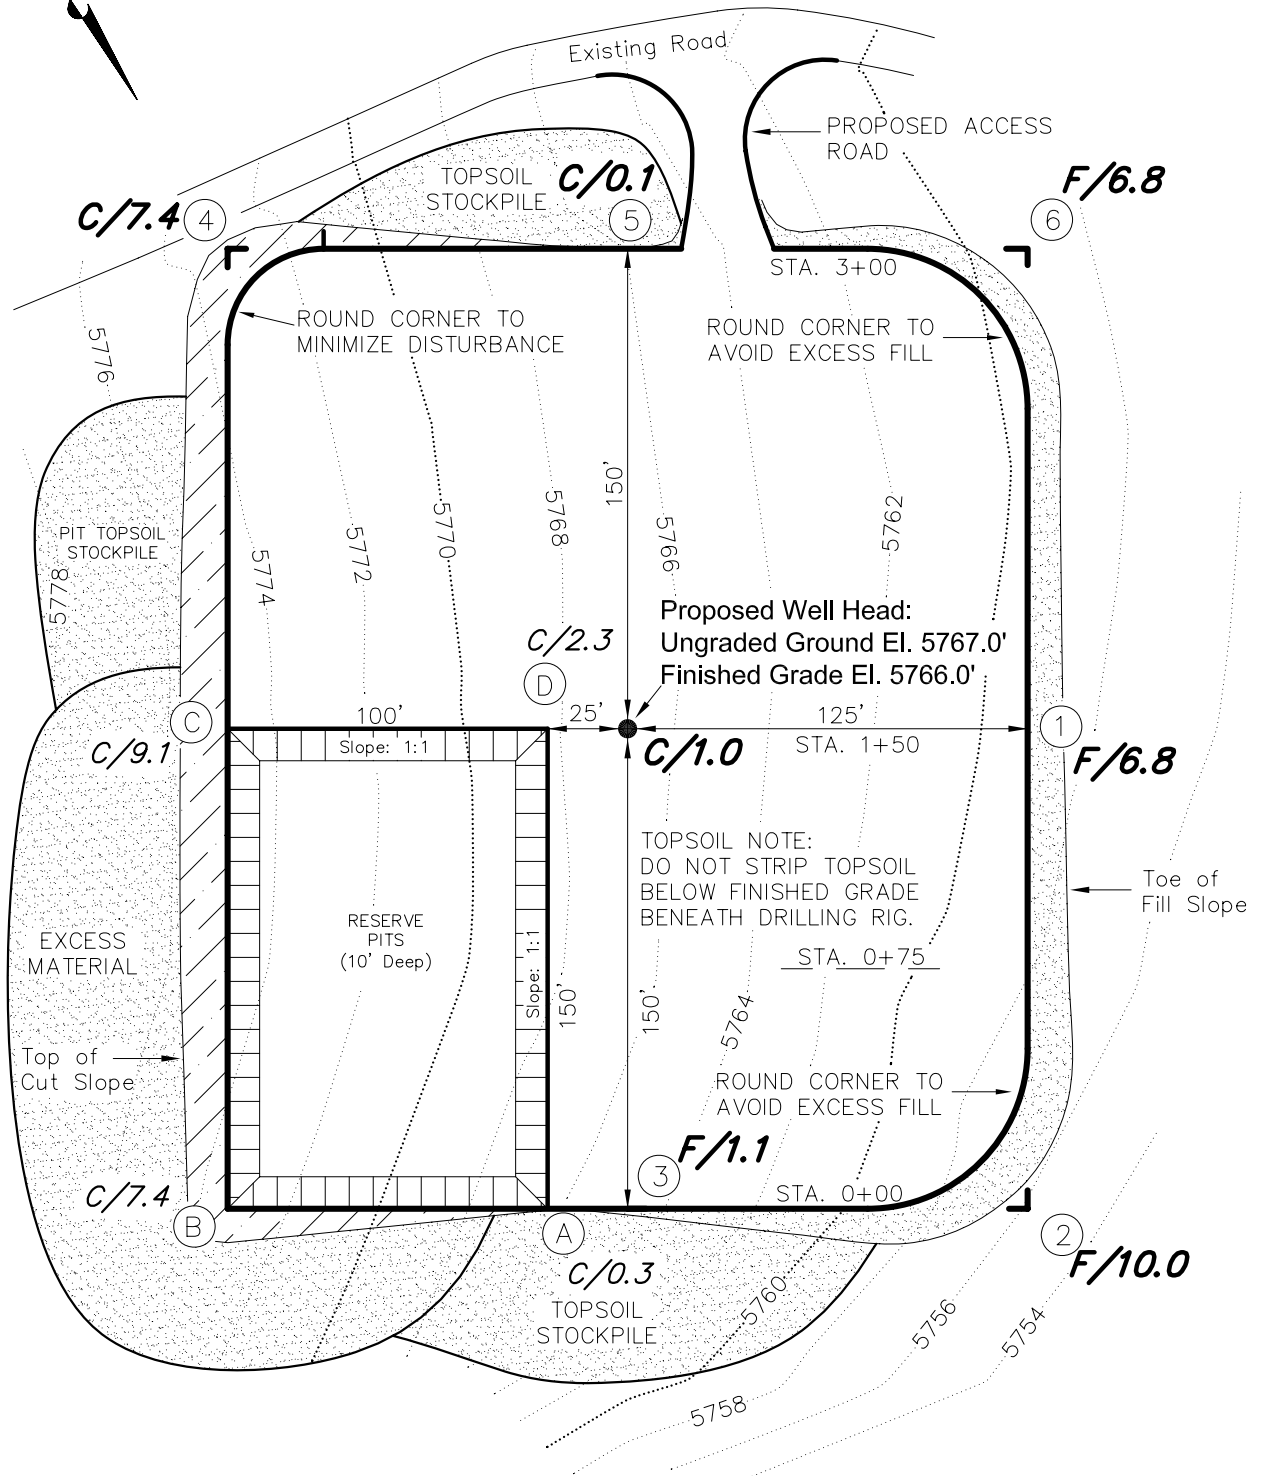 Existing Road
PROPOSED ACCESS
ROAD
TOPSOIL
STOCKPILE
C/0.1
F/6.8
C/7.4
4
5
6
STA. 3+00
ROUND CORNER TO
MINIMIZE DISTURBANCE
ROUND CORNER TO
AVOID EXCESS FILL
5776
150'
PIT TOPSOIL
STOCKPILE
5778
5774
5772
5770
5768
5766
5762
Proposed Well Head:
Ungraded Ground El. 5767.0'
Finished Grade El. 5766.0'
C/2.3
D
C
100'
25'
125'
1
C/9.1
Slope: 1:1
C/1.0
STA. 1+50
F/6.8
TOPSOIL NOTE:
DO NOT STRIP TOPSOIL
BELOW FINISHED GRADE
BENEATH DRILLING RIG.
Toe of
Fill Slope
EXCESS
MATERIAL
RESERVE
PITS
(10' Deep)
Slope: 1:1
STA. 0+75
150'
150'
5764
Top of
Cut Slope
ROUND CORNER TO
AVOID EXCESS FILL
F/1.1
3
C/7.4
B
STA. 0+00
A
2
C/0.3
F/10.0
TOPSOIL
STOCKPILE
5760
5756
5754
5758